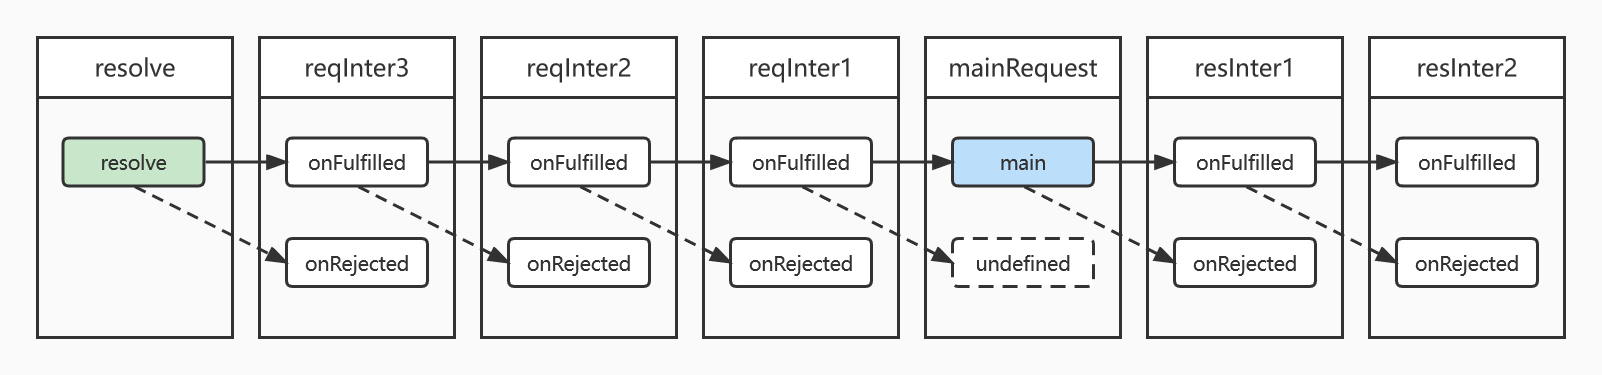 resolve
reqInter3
reqInter2
reqInter1
mainRequest
resInter1
resInter2
resolve
onFulfilled
onFulfilled
onFulfilled
main
onFulfilled
onFulfilled
onRejected
onRejected
onRejected
undefined
onRejected
onRejected